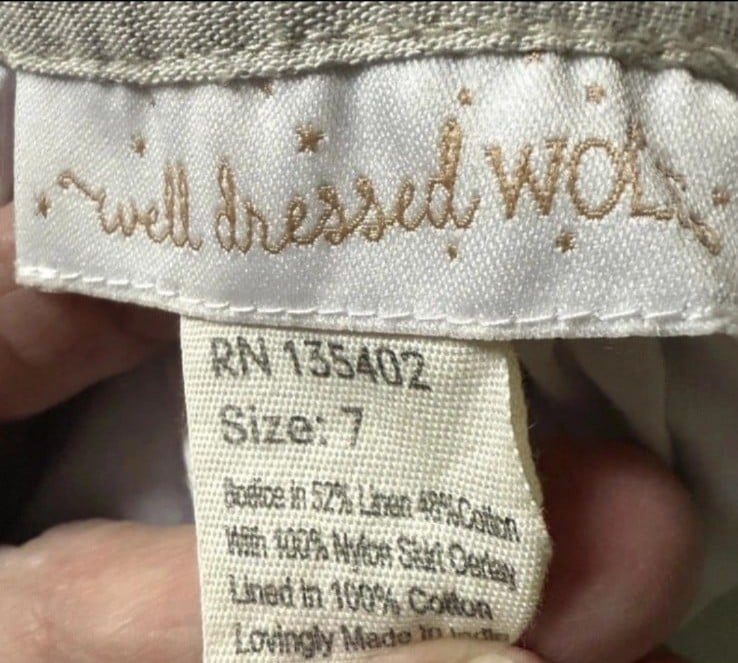 well dressed WOLF
RN 135402
Size: 7
Bodice in 52% Linen 48% Cotton
With 100% Nylon Skirt Overlay
Lined in 100% Cotton
Lovingly Made in India